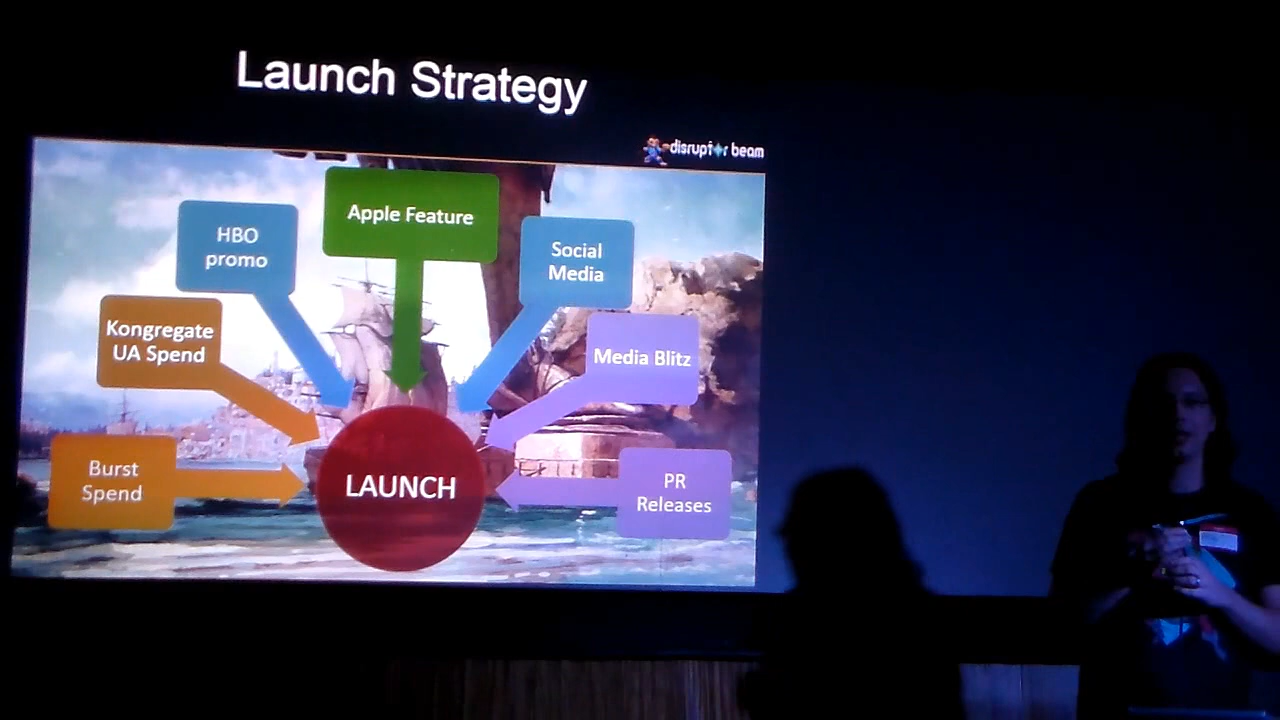 Launch Strategy
disruptor beam
Apple Feature
HBO
promo
Social
Media
Kongregate
UA Spend
Media Blitz
Burst
Spend
LAUNCH
PR
Releases